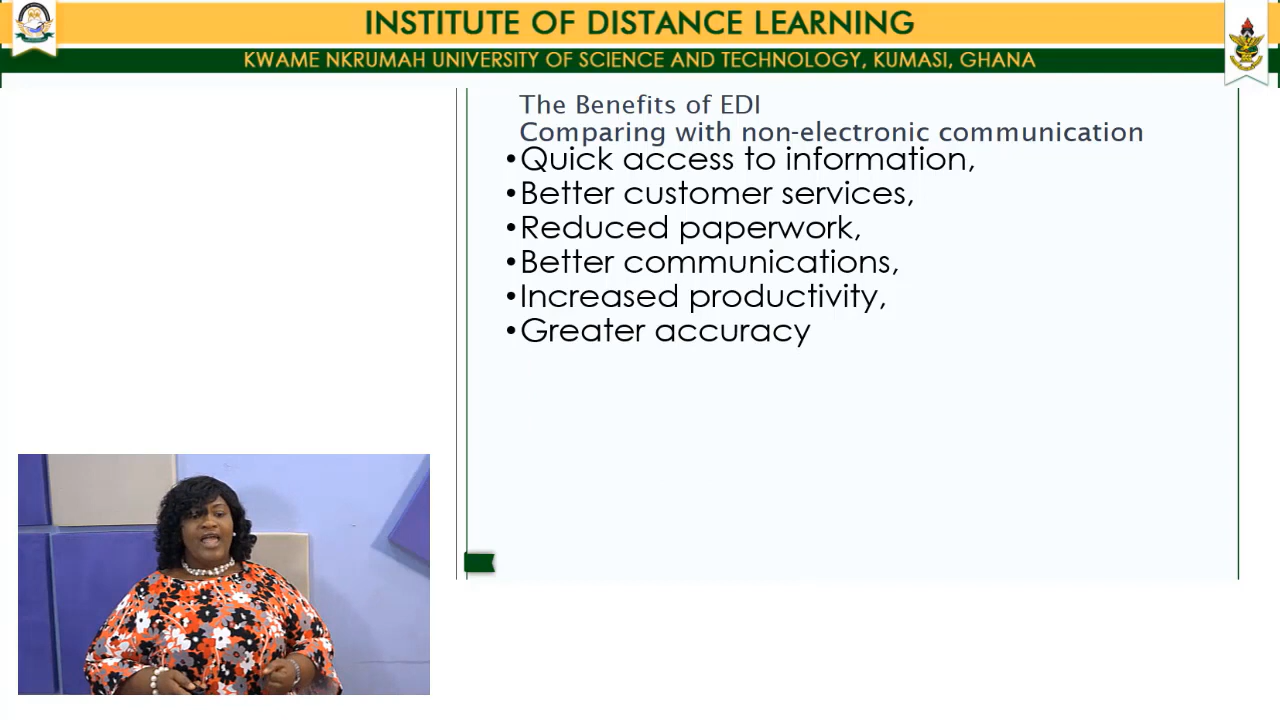 INSTITUTE OF DISTANCE LEARNING
KWAME NKRUMAH UNIVERSITY OF SCIENCE AND TECHNOLOGY, KUMASI, GHANA
The Benefits of EDI
Comparing with non-electronic communication
•Quick access to information,
•Better customer services,
•Reduced paperwork,
•Better communications,
•Increased productivity,
•Greater accuracy